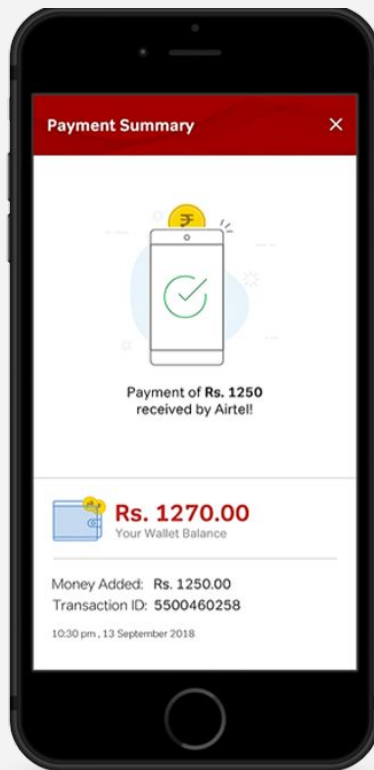 Payment Summary
Payment of Rs. 1250
received by Airtel!
Rs. 1270.00
Your Wallet Balance
Money Added: Rs. 1250.00
Transaction ID: 5500460258
10:30 pm , 13 September 2018